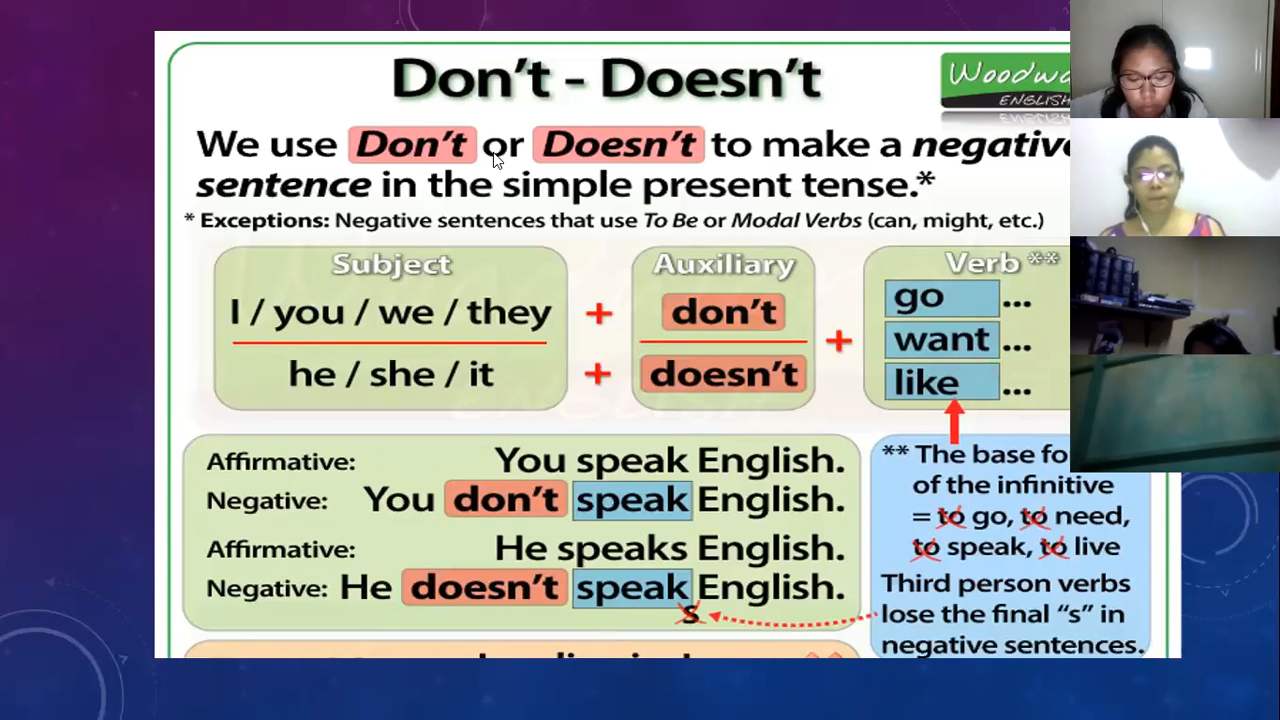 Don't - Doesn't
ENGLISH
We use Don't or Doesn't to make a negative
sentence in the simple present tense.*
* Exceptions: Negative sentences that use To Be or Modal Verbs (can, might, etc.)
Subject
I / you / we / they
he / she / it
+
+
Auxiliary
don't
doesn't
+
Verb **
go ...
want ...
like ...
Affirmative: You speak English.
Negative: You don't speak English.
Affirmative: He speaks English.
Negative: He doesn't speak English.
s
** The base fo
of the infinitive
= to go, to need,
to speak, to live
Third person verbs
lose the final “s” in
negative sentences.